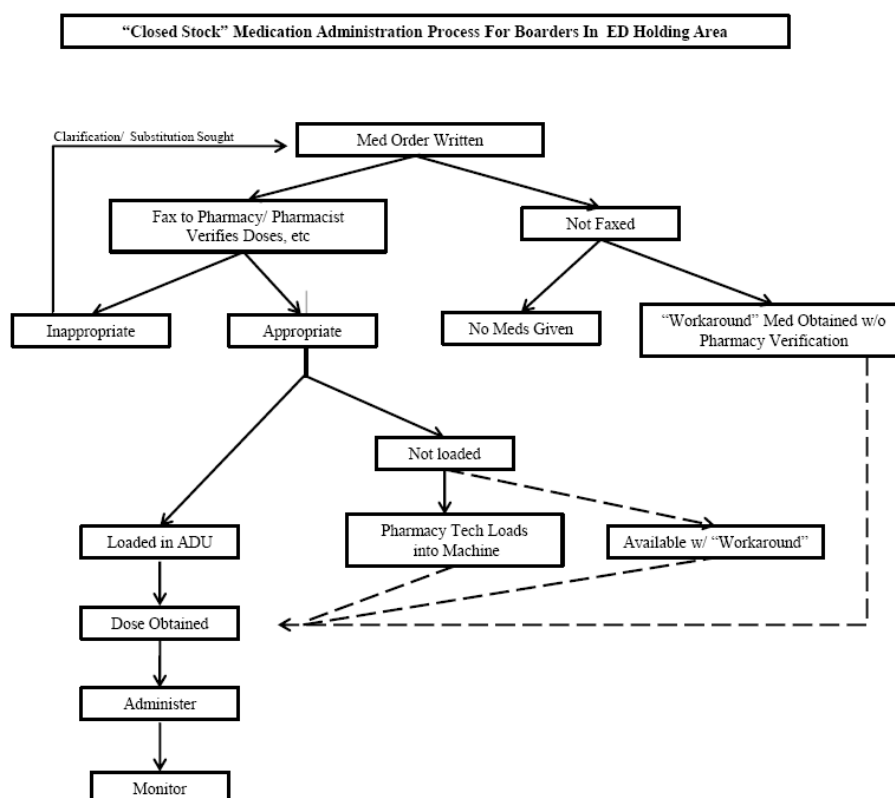 “Closed Stock” Medication Administration Process For Boarders In ED Holding Area
Clarification/ Substitution Sought
Med Order Written
Fax to Pharmacy/ Pharmacist
Verifies Doses, etc
Not Faxed
Inappropriate
Appropriate
No Meds Given
“Workaround” Med Obtained w/o
Pharmacy Verification
Not loaded
Loaded in ADU
Pharmacy Tech Loads
into Machine
Available w/ “Workaround”
Dose Obtained
Administer
Monitor